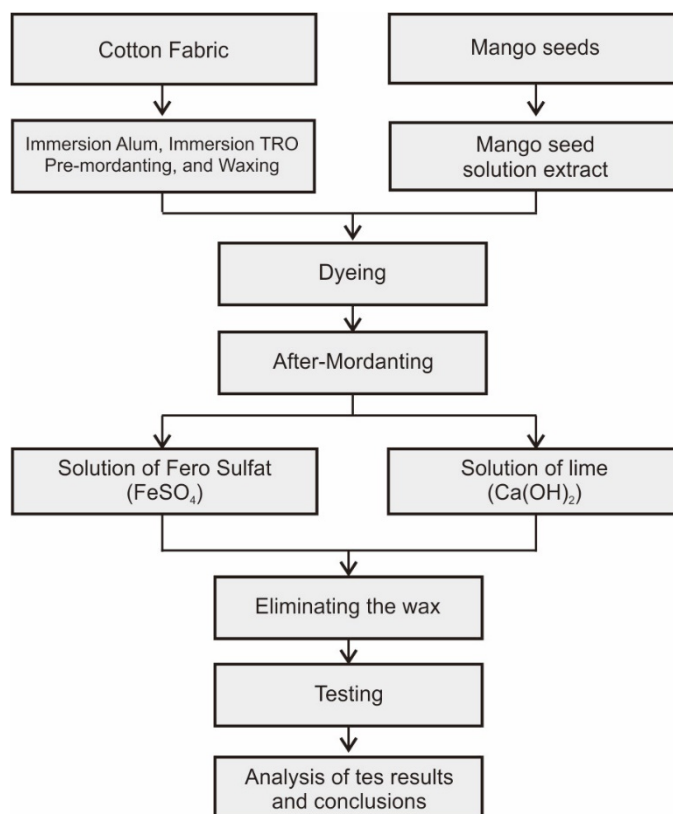 Cotton Fabric
Mango seeds
Immersion Alum, Immersion TRO
Pre-mordanting, and Waxing
Mango seed
solution extract
Dyeing
After-Mordanting
Solution of Fero Sulfat
(FeSO₄)
Solution of lime
(Ca(OH)₂)
Eliminating the wax
Testing
Analysis of tes results
and conclusions